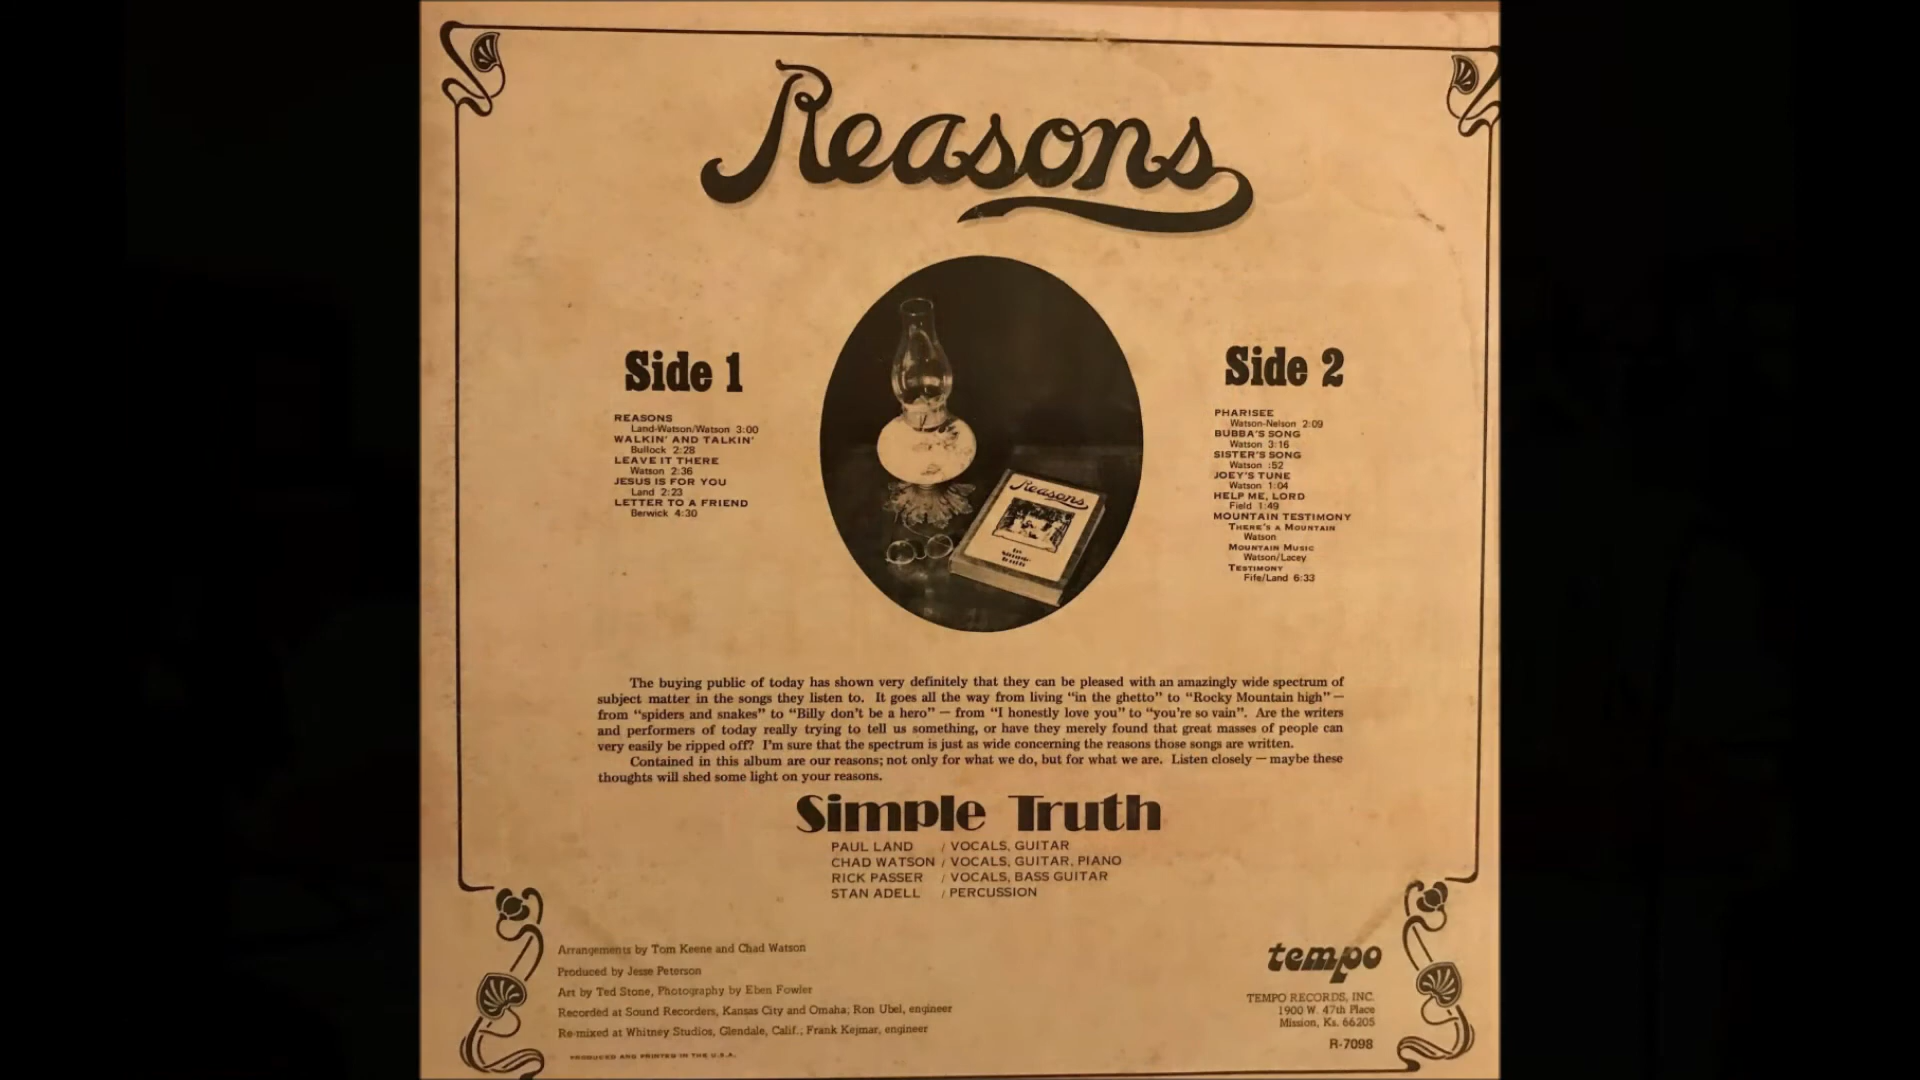 Reasons
Side 1
REASONS
Land-Watson/Watson 3:00
WALKIN' AND TALKIN'
Bullock 2:28
LEAVE IT THERE
Watson 2:36
JESUS IS FOR YOU
Land 2:23
LETTER TO A FRIEND
Berwick 4:30
Reasons
by
Simple
Truth
Side 2
PHARISEE
Watson-Nelson 2:09
BUBBA'S SONG
Watson 3:16
SISTER'S SONG
Watson :52
JOEY'S TUNE
Watson 1:04
HELP ME, LORD
Field 1:49
MOUNTAIN TESTIMONY
THERE'S A MOUNTAIN
Watson
MOUNTAIN MUSIC
Watson/Lacey
TESTIMONY
Fife/Land 6:33
The buying public of today has shown very definitely that they can be pleased with an amazingly wide spectrum of
subject matter in the songs they listen to. It goes all the way from living "in the ghetto" to "Rocky Mountain high" —
from "spiders and snakes" to "Billy don't be a hero" — from "I honestly love you" to "you're so vain". Are the writers
and performers of today really trying to tell us something, or have they merely found that great masses of people can
very easily be ripped off? I'm sure that the spectrum is just as wide concerning the reasons those songs are written.
Contained in this album are our reasons; not only for what we do, but for what we are. Listen closely — maybe these
thoughts will shed some light on your reasons.
Simple Truth
PAUL LAND / VOCALS, GUITAR
CHAD WATSON / VOCALS, GUITAR, PIANO
RICK PASSER / VOCALS, BASS GUITAR
STAN ADELL / PERCUSSION
Arrangements by Tom Keene and Chad Watson
Produced by Jesse Peterson
Art by Ted Stone, Photography by Eben Fowler
Recorded at Sound Recorders, Kansas City and Omaha; Ron Ubel, engineer
Re-mixed at Whitney Studios, Glendale, Calif.; Frank Kejmar, engineer
PRODUCED AND PRINTED IN THE U.S.A.
tempo
TEMPO RECORDS, INC.
1900 W. 47th Place
Mission, Ks. 66205
R-7098